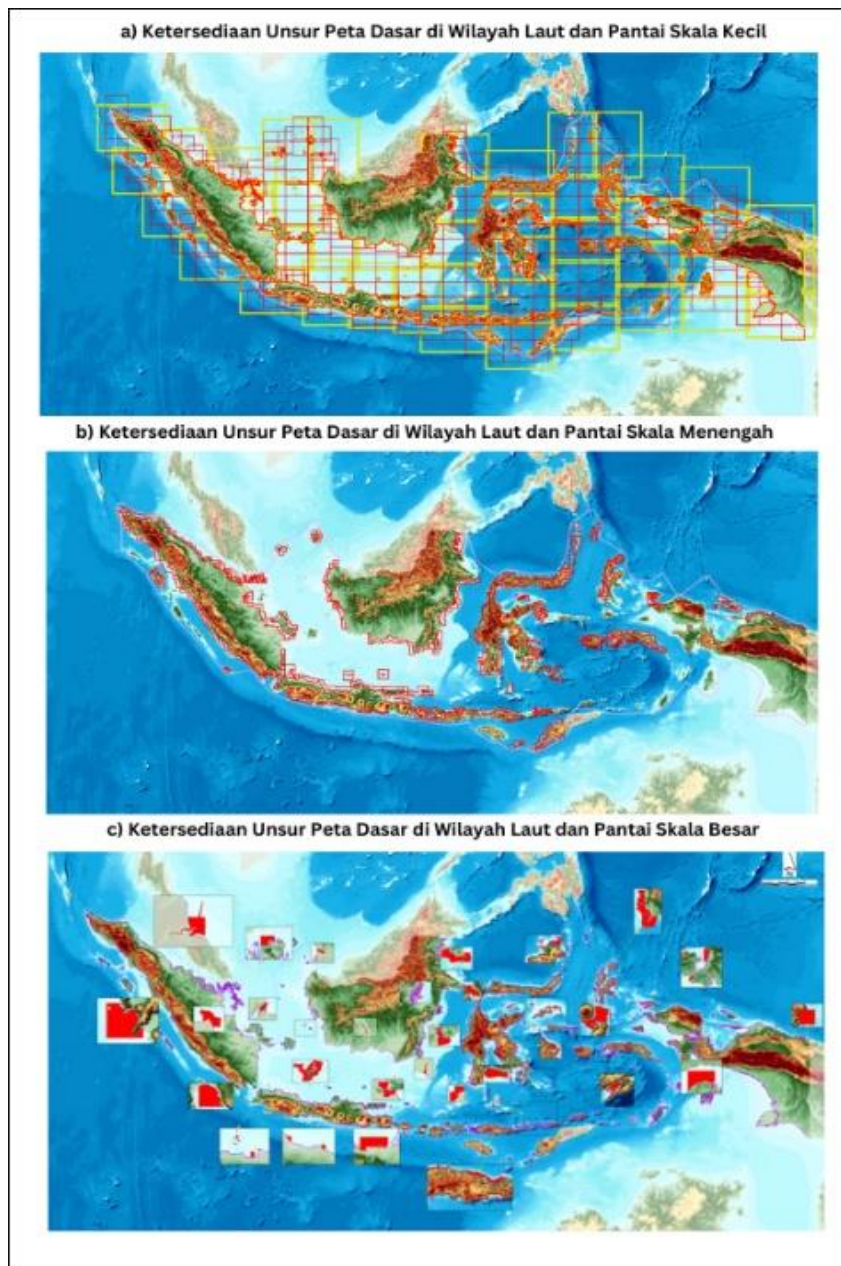 a) Ketersediaan Unsur Peta Dasar di Wilayah Laut dan Pantai Skala Kecil
b) Ketersediaan Unsur Peta Dasar di Wilayah Laut dan Pantai Skala Menengah
c) Ketersediaan Unsur Peta Dasar di Wilayah Laut dan Pantai Skala Besar